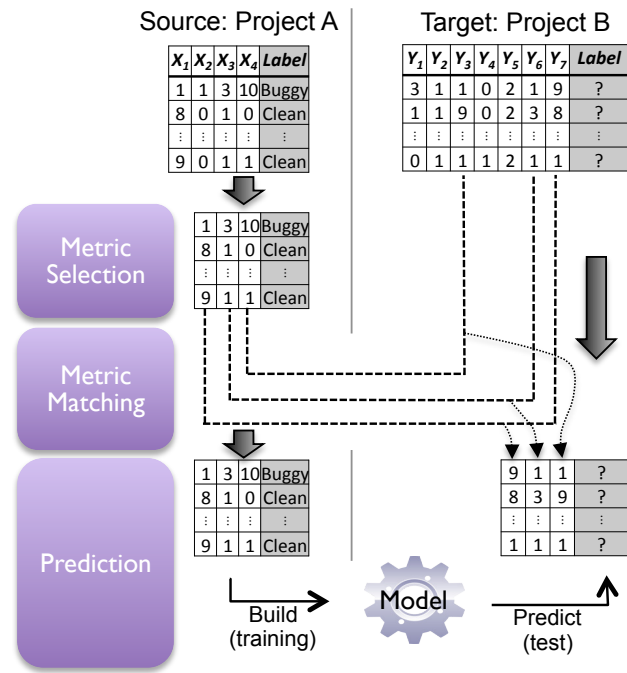 Source: Project A
Target: Project B
X1 X2 X3 X4 Label
1 1 3 10 Buggy
8 0 1 0 Clean
⋮ ⋮ ⋮ ⋮ ⋮
9 0 1 1 Clean
Y1 Y2 Y3 Y4 Y5 Y6 Y7 Label
3 1 1 0 2 1 9 ?
1 1 9 0 2 3 8 ?
⋮ ⋮ ⋮ ⋮ ⋮ ⋮ ⋮ ⋮
0 1 1 1 2 1 1 ?
Metric
Selection
1 3 10 Buggy
8 1 0 Clean
⋮ ⋮ ⋮ ⋮
9 1 1 Clean
Metric
Matching
Prediction
1 3 10 Buggy
8 1 0 Clean
⋮ ⋮ ⋮ ⋮
9 1 1 Clean
9 1 1 ?
8 3 9 ?
⋮ ⋮ ⋮ ⋮
1 1 1 ?
Build
(training)
Model
Predict
(test)